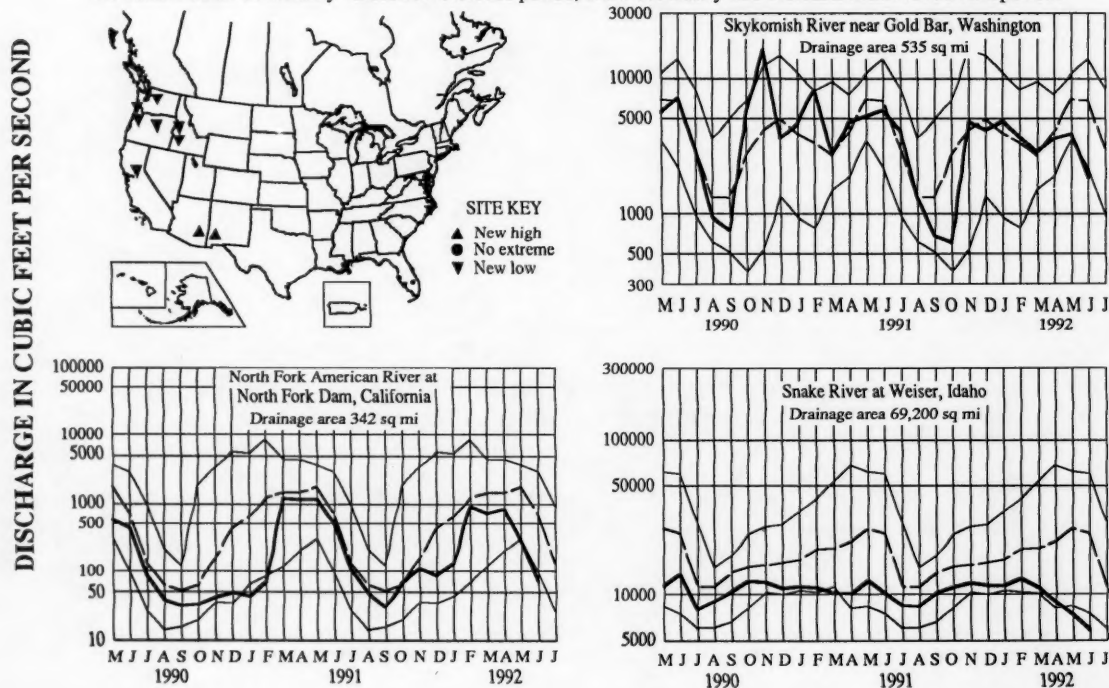 DISCHARGE IN CUBIC FEET PER SECOND
SITE KEY
New high
No extreme
New low
Skykomish River near Gold Bar, Washington
Drainage area 535 sq mi
30000
10000
5000
1000
500
300
M J J A S O N D J F M A M J J A S O N D J F M A M J J
1990 1991 1992
North Fork American River at
North Fork Dam, California
Drainage area 342 sq mi
100000
50000
10000
5000
1000
500
100
50
10
M J J A S O N D J F M A M J J A S O N D J F M A M J J
1990 1991 1992
Snake River at Weiser, Idaho
Drainage area 69,200 sq mi
300000
100000
50000
10000
5000
M J J A S O N D J F M A M J J A S O N D J F M A M J J
1990 1991 1992